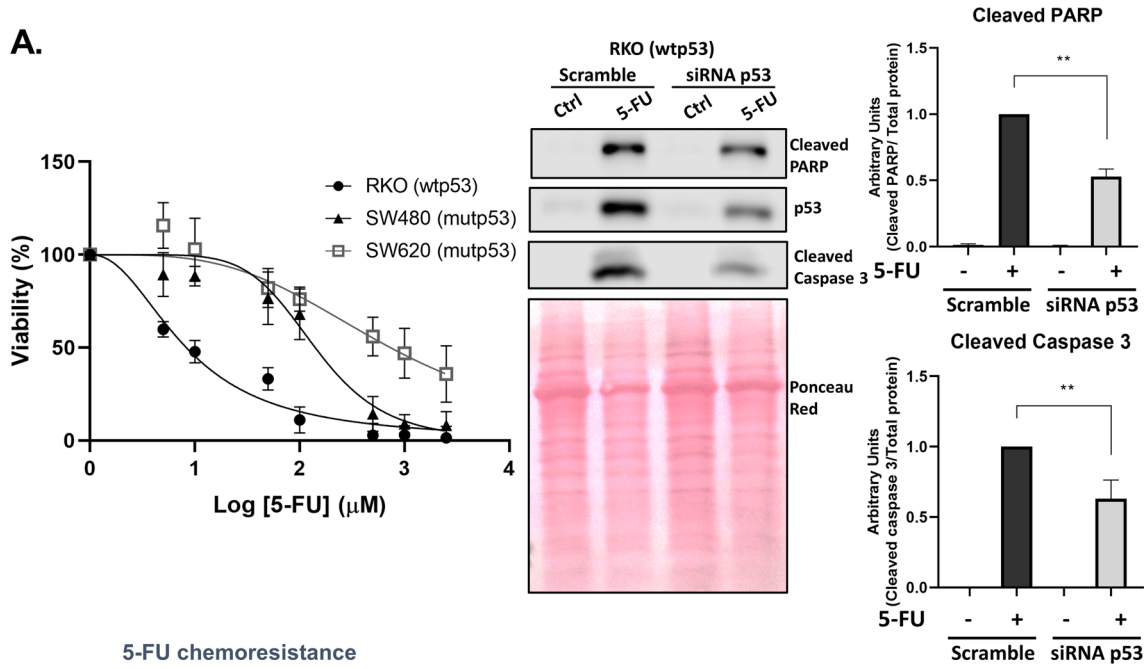 A.
150
100
50
0
Viability (%)
0 1 2 3 4
Log [5-FU] (μM)
RKO (wtp53)
SW480 (mutp53)
SW620 (mutp53)
5-FU chemoresistance
RKO (wtp53)
Scramble siRNA p53
Ctrl 5-FU Ctrl 5-FU
Cleaved
PARP
p53
Cleaved
Caspase 3
Ponceau
Red
Cleaved PARP
1.5
1.0
0.5
0.0
Arbitrary Units
(Cleaved PARP/ Total protein)
**
5-FU - + - +
Scramble siRNA p53
Cleaved Caspase 3
1.5
1.0
0.5
0.0
Arbitrary Units
(Cleaved caspase 3/Total protein)
**
5-FU - + - +
Scramble siRNA p53